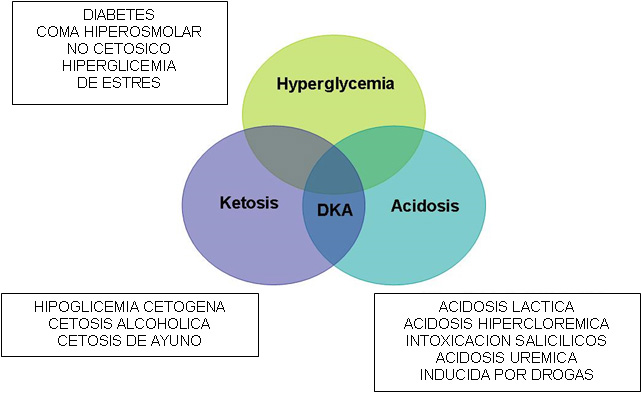 DIABETES
COMA HIPEROSMOLAR
NO CETOSICO
HIPERGLICEMIA
DE ESTRES
Hyperglycemia
Ketosis
DKA
Acidosis
HIPOGLICEMIA CETOGENA
CETOSIS ALCOHOLICA
CETOSIS DE AYUNO
ACIDOSIS LACTICA
ACIDOSIS HIPERCLOREMICA
INTOXICACION SALICILICOS
ACIDOSIS UREMICA
INDUCIDA POR DROGAS